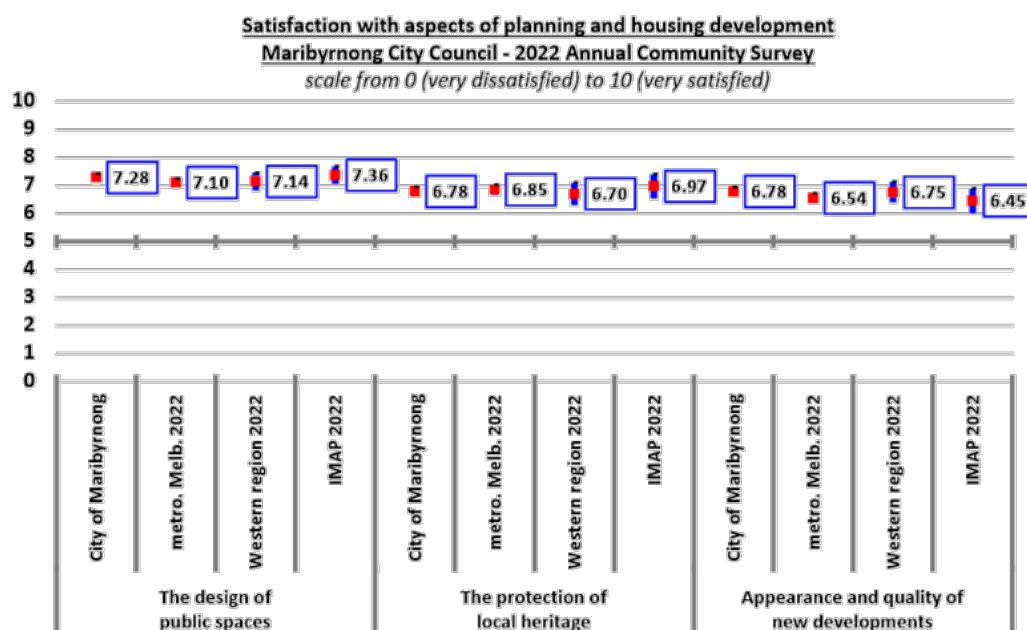 Satisfaction with aspects of planning and housing development
Maribyrnong City Council - 2022 Annual Community Survey
scale from 0 (very dissatisfied) to 10 (very satisfied)
10
9
8
7
6
5
4
3
2
1
0
7.28
7.10
7.14
7.36
6.78
6.85
6.70
6.97
6.78
6.54
6.75
6.45
City of Maribyrnong
metro. Melb. 2022
Western region 2022
IMAP 2022
City of Maribyrnong
metro. Melb. 2022
Western region 2022
IMAP 2022
City of Maribyrnong
metro. Melb. 2022
Western region 2022
IMAP 2022
The design of
public spaces
The protection of
local heritage
Appearance and quality of
new developments